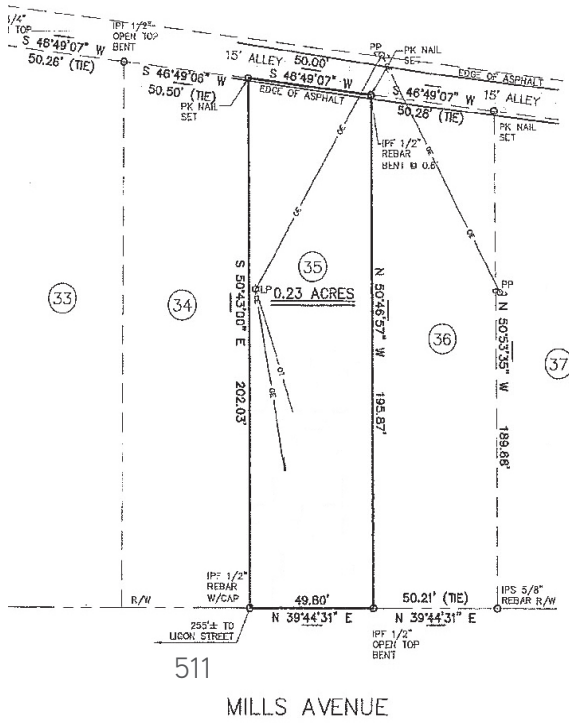 5/4"
TOP
IPF 1/2"
OPEN TOP
BENT
S 46°49'07" W
50.26' (TIE)
S 46°49'06" W
50.50' (TIE)
PK NAIL
SET
15' ALLEY
50.00'
S 46°49'07" W
EDGE OF ASPHALT
PP
PK NAIL
SET
EDGE OF ASPHALT
S 46°49'07" W
50.26' (TIE)
15' ALLEY
PK NAIL
SET
IPF 1/2"
REBAR
BENT @ 0.6'
OE
OE
OE
OE
LP
OE
PP
33
34
35
0.23 ACRES
36
37
S 50°43'00" E
202.03'
N 50°46'57" W
195.87'
N 50°53'35" W
189.66'
IPF 1/2"
REBAR
W/CAP
R/W
49.80'
N 39°44'31" E
50.21' (TIE)
N 39°44'31" E
IPS 5/8"
REBAR R/W
255'± TO
LIGON STREET
IPF 1/2"
OPEN TOP
BENT
511
MILLS AVENUE